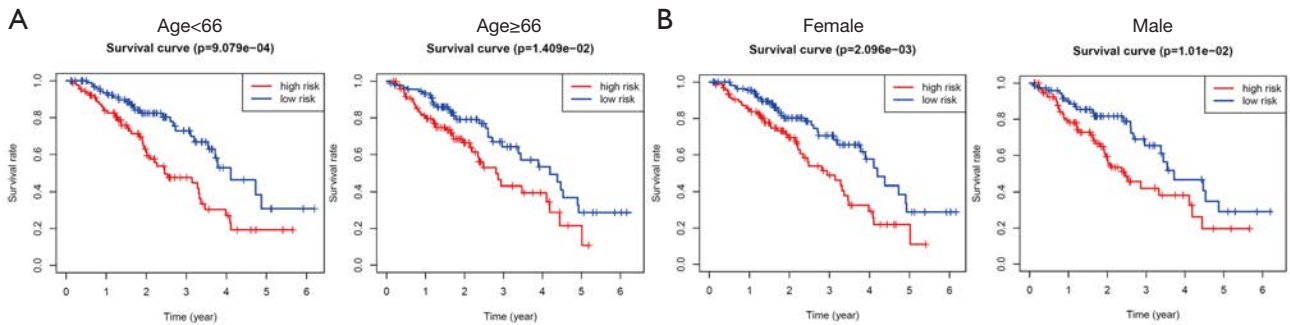 A
Age<66
Survival curve (p=9.079e−04)
high risk
low risk
Survival rate
1.0
0.8
0.6
0.4
0.2
0.0
0 1 2 3 4 5 6
Time (year)
Age≥66
Survival curve (p=1.409e−02)
high risk
low risk
Survival rate
1.0
0.8
0.6
0.4
0.2
0.0
0 1 2 3 4 5 6
Time (year)
B
Female
Survival curve (p=2.096e−03)
high risk
low risk
Survival rate
1.0
0.8
0.6
0.4
0.2
0.0
0 1 2 3 4 5 6
Time (year)
Male
Survival curve (p=1.01e−02)
high risk
low risk
Survival rate
1.0
0.8
0.6
0.4
0.2
0.0
0 1 2 3 4 5 6
Time (year)